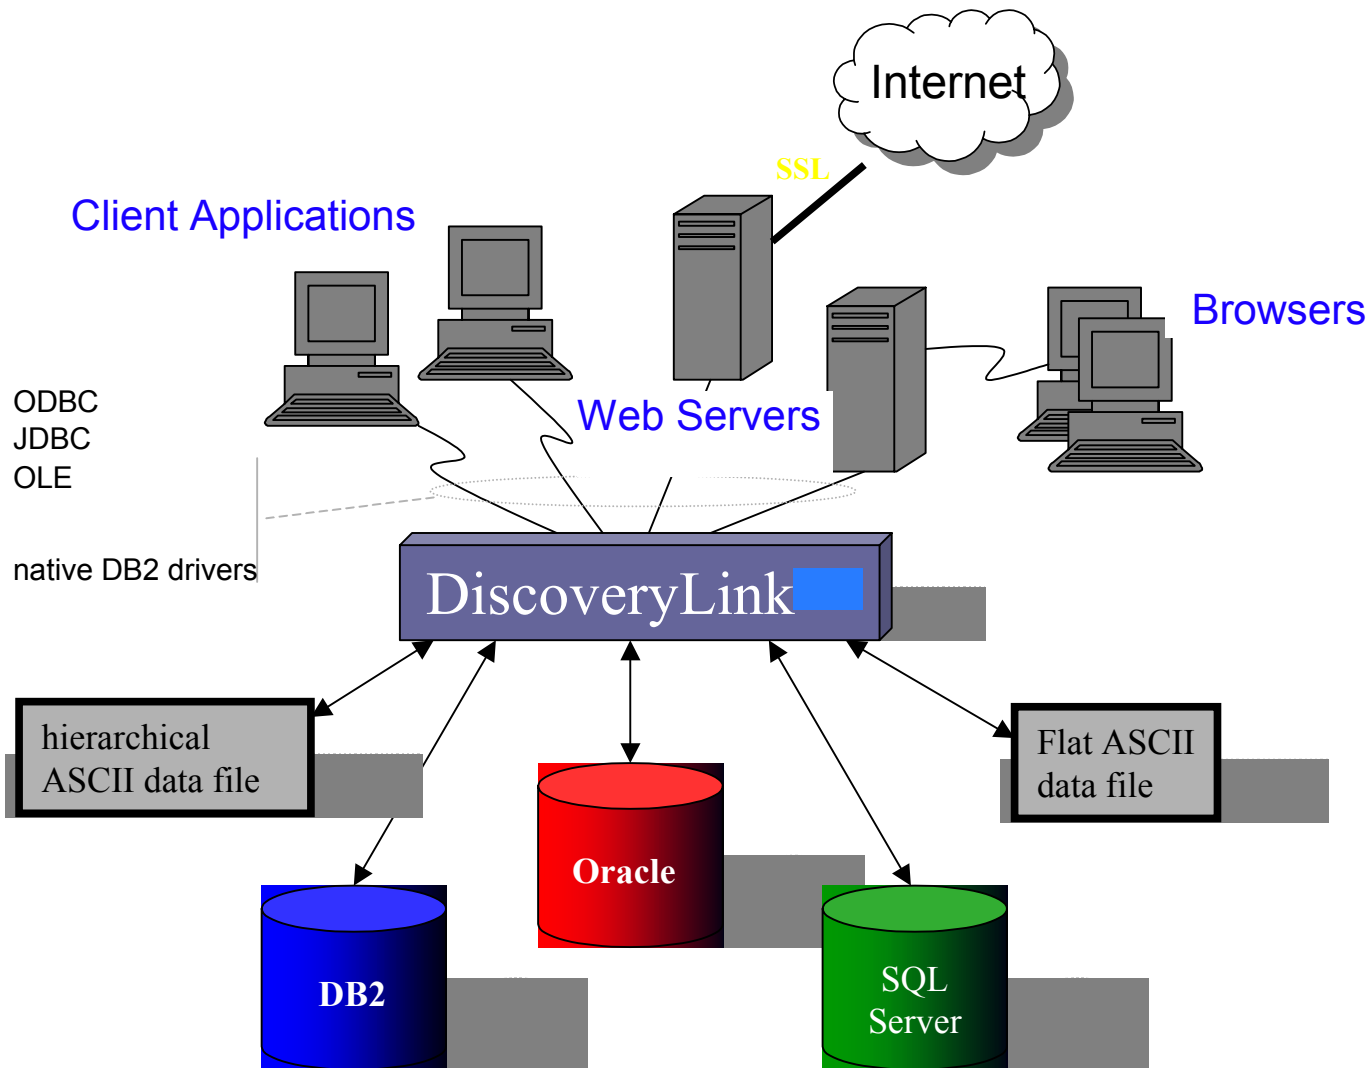 Internet
SSL
Client Applications
Browsers
Web Servers
ODBC
JDBC
OLE
native DB2 drivers
DiscoveryLink
hierarchical
ASCII data file
Flat ASCII
data file
Oracle
DB2
SQL
Server